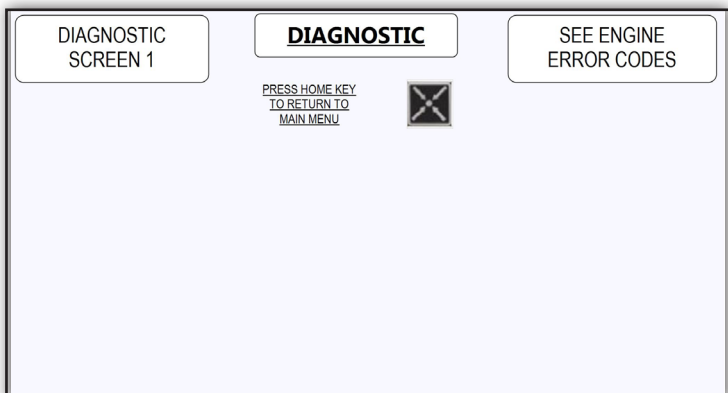 DIAGNOSTIC
SCREEN 1
DIAGNOSTIC
SEE ENGINE
ERROR CODES
PRESS HOME KEY
TO RETURN TO
MAIN MENU